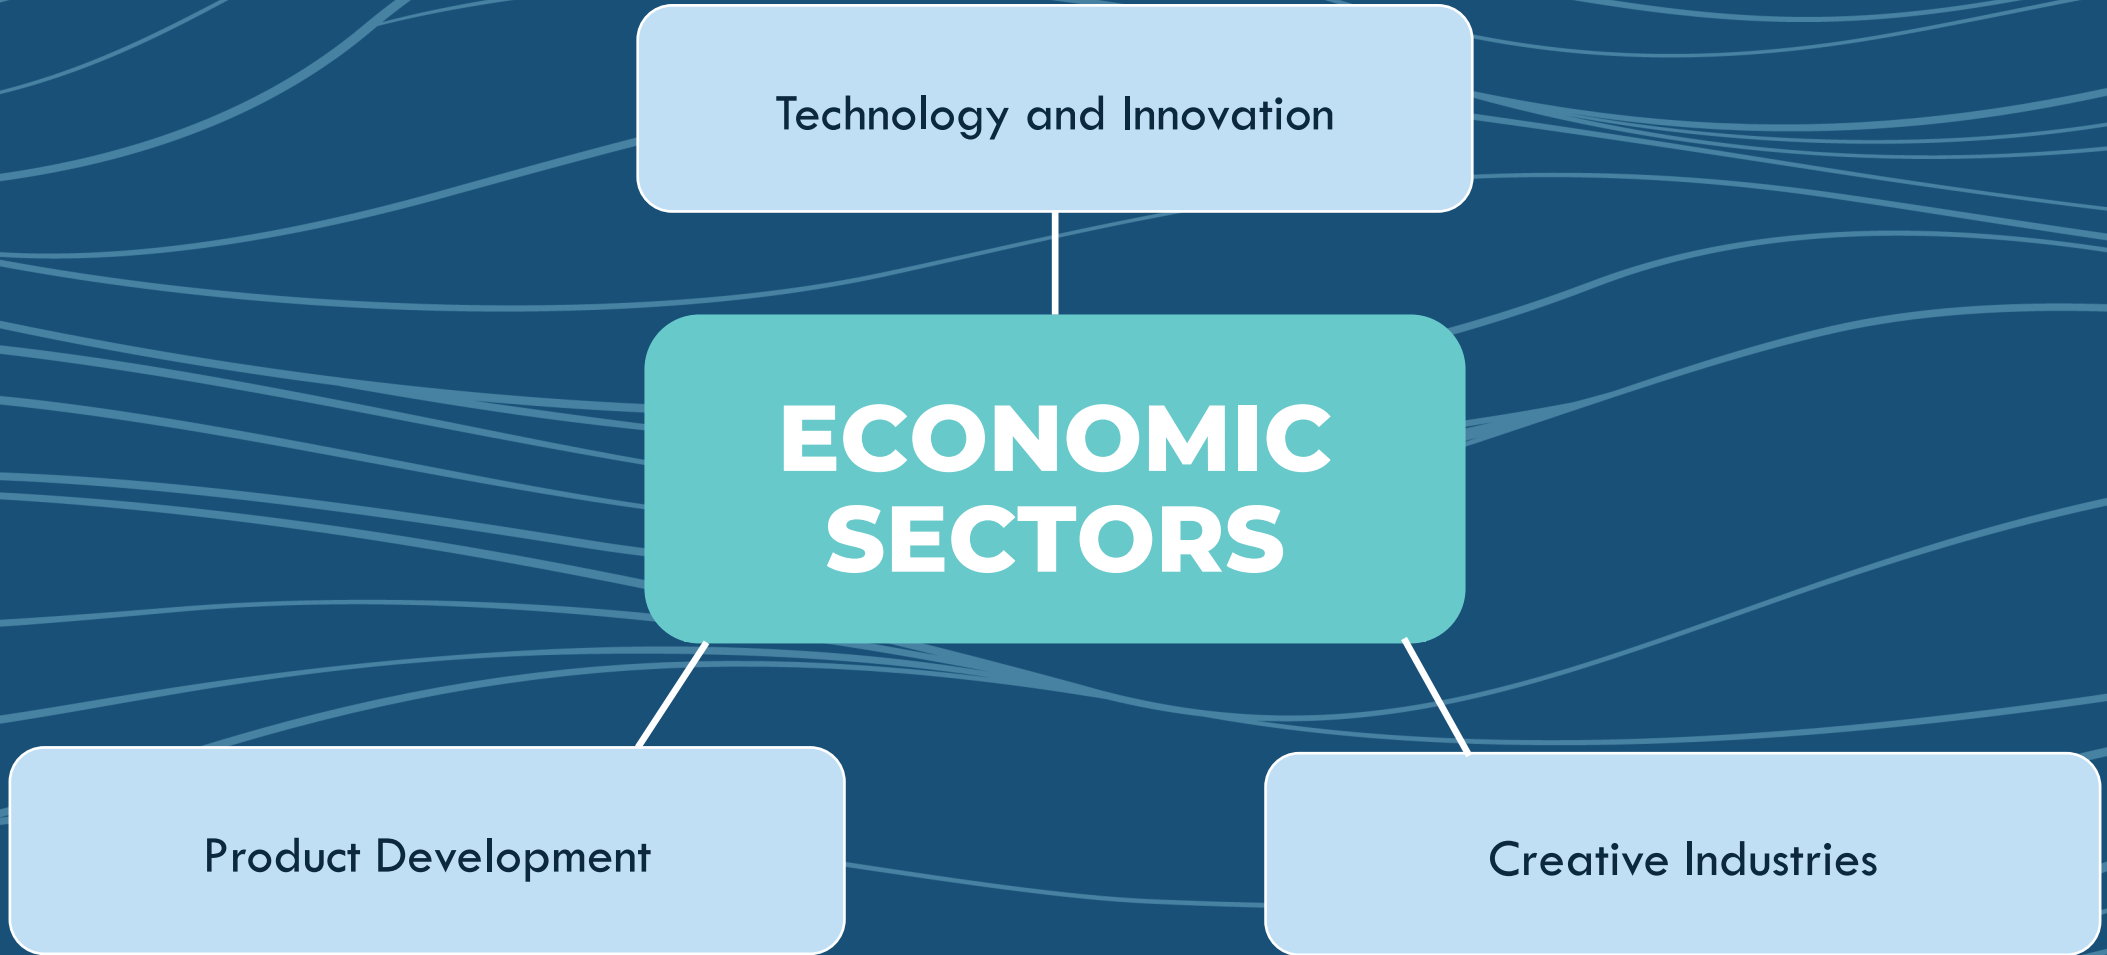 Technology and Innovation
ECONOMIC
SECTORS
Product Development
Creative Industries